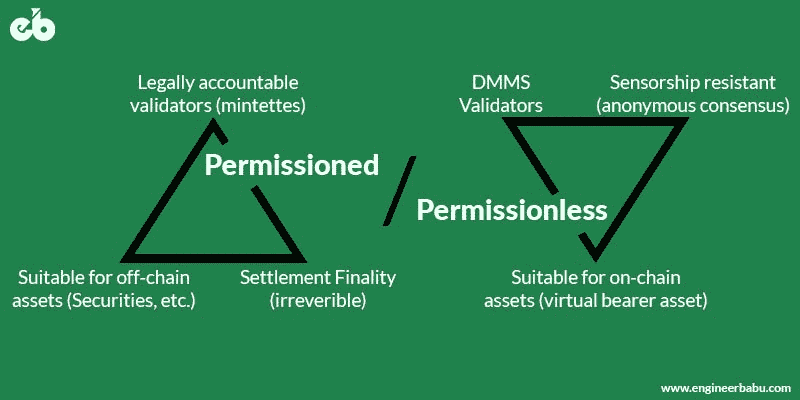 eb
Legally accountable
validators (mintettes)
Permissioned
Suitable for off-chain
assets (Securities, etc.)
Settlement Finality
(irreverible)
/
DMMS
Validators
Sensorship resistant
(anonymous consensus)
Permissionless
Suitable for on-chain
assets (virtual bearer asset)
www.engineerbabu.com